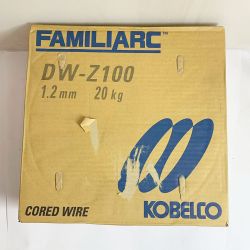 FAMILIARC™
DW-Z100
1.2 mm 20 kg
CORED WIRE
KOBELCO